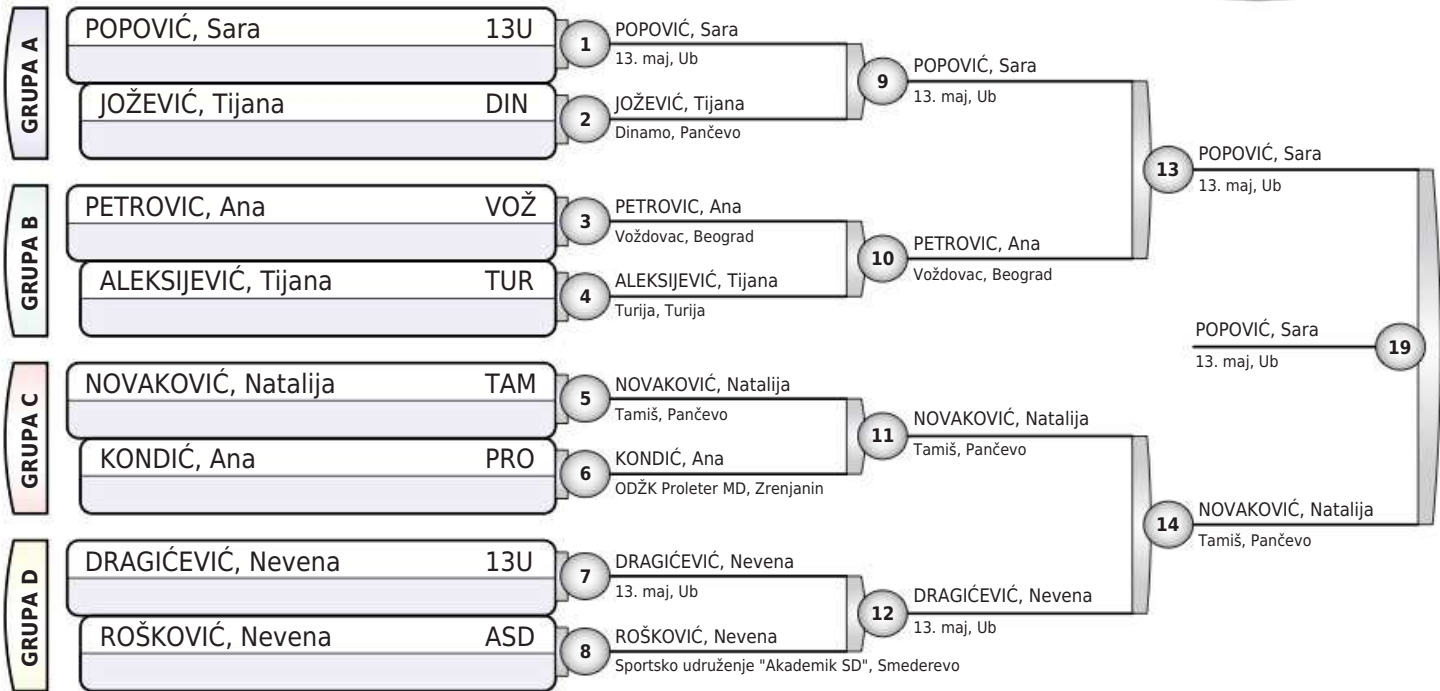 GRUPA A
POPOVIĆ, Sara 13U
JOŽEVIĆ, Tijana DIN
1
POPOVIĆ, Sara
13. maj, Ub
2
JOŽEVIĆ, Tijana
Dinamo, Pančevo
9
POPOVIĆ, Sara
13. maj, Ub
GRUPA B
PETROVIC, Ana VOŽ
ALEKSIJEVIĆ, Tijana TUR
3
PETROVIC, Ana
Voždovac, Beograd
4
ALEKSIJEVIĆ, Tijana
Turija, Turija
10
PETROVIC, Ana
Voždovac, Beograd
13
POPOVIĆ, Sara
13. maj, Ub
GRUPA C
NOVAKOVIĆ, Natalija TAM
KONDIĆ, Ana PRO
5
NOVAKOVIĆ, Natalija
Tamiš, Pančevo
6
KONDIĆ, Ana
ODŽK Proleter MD, Zrenjanin
11
NOVAKOVIĆ, Natalija
Tamiš, Pančevo
GRUPA D
DRAGIĆEVIĆ, Nevena 13U
ROŠKOVIĆ, Nevena ASD
7
DRAGIĆEVIĆ, Nevena
13. maj, Ub
8
ROŠKOVIĆ, Nevena
Sportsko udruženje "Akademik SD", Smederevo
12
DRAGIĆEVIĆ, Nevena
13. maj, Ub
14
NOVAKOVIĆ, Natalija
Tamiš, Pančevo
POPOVIĆ, Sara
13. maj, Ub
19